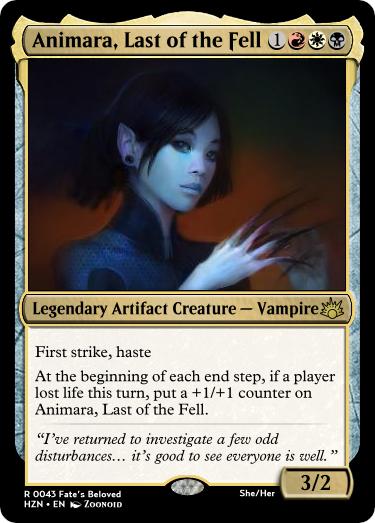 Animara, Last of the Fell 1
Legendary Artifact Creature — Vampire
First strike, haste
At the beginning of each end step, if a player
lost life this turn, put a +1/+1 counter on
Animara, Last of the Fell.
“I’ve returned to investigate a few odd
disturbances… it’s good to see everyone is well.”
3/2
R 0043 Fate's Beloved She/Her
HZN • EN Zoonoid